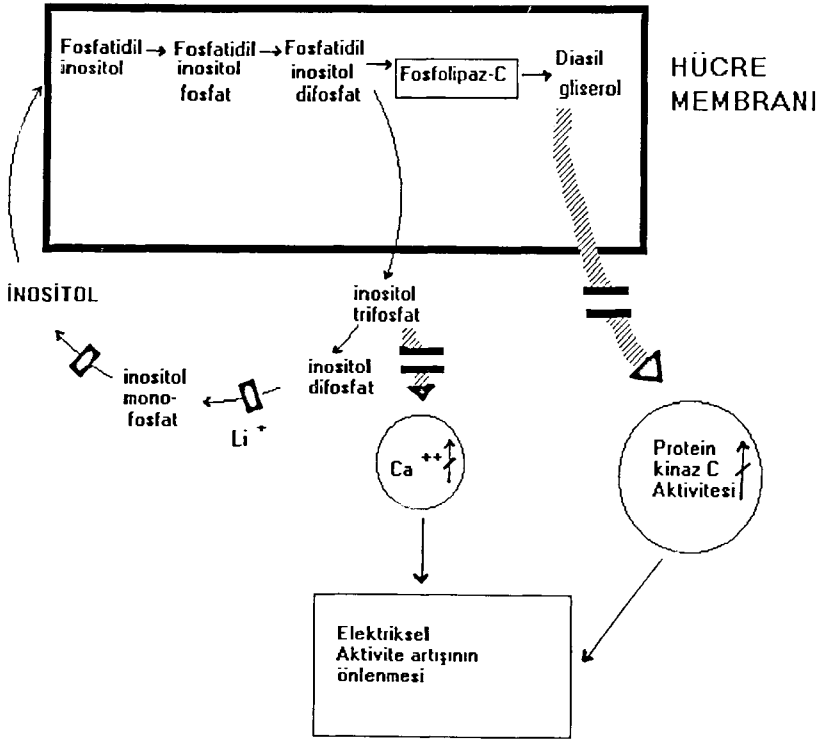 Fosfatidil
inositol
Fosfatidil
inositol
fosfat
Fosfatidil
inositol
difosfat
Fosfolipaz-C
Diasil
gliserol
HÜCRE
MEMBRANI
İNOSİTOL
inositol
trifosfat
inositol
difosfat
inositol
mono-
fosfat
Li +
Ca ++
Protein
kinaz C
Aktivitesi
Elektriksel
Aktivite artışının
önlenmesi